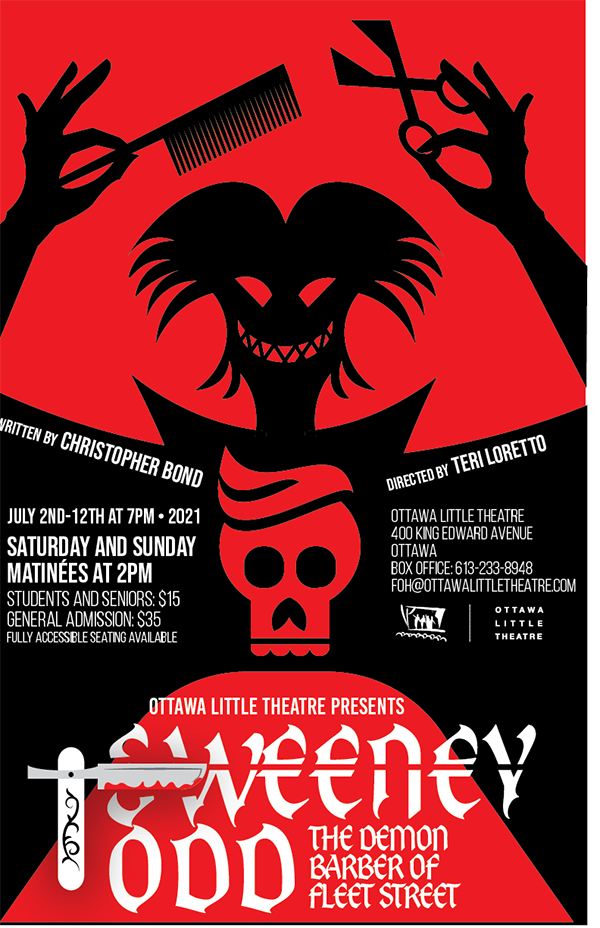 WRITTEN BY CHRISTOPHER BOND
DIRECTED BY TERI LORETTO
JULY 2ND-12TH AT 7PM • 2021
SATURDAY AND SUNDAY
MATINÉES AT 2PM
STUDENTS AND SENIORS: $15
GENERAL ADMISSION: $35
FULLY ACCESSIBLE SEATING AVAILABLE
OTTAWA LITTLE THEATRE
400 KING EDWARD AVENUE
OTTAWA
BOX OFFICE: 613-233-8948
FOH@OTTAWALITTLETHEATRE.COM
OTTAWA
LITTLE
THEATRE
OTTAWA LITTLE THEATRE PRESENTS
SWEENEY
TODD
THE DEMON
BARBER OF
FLEET STREET